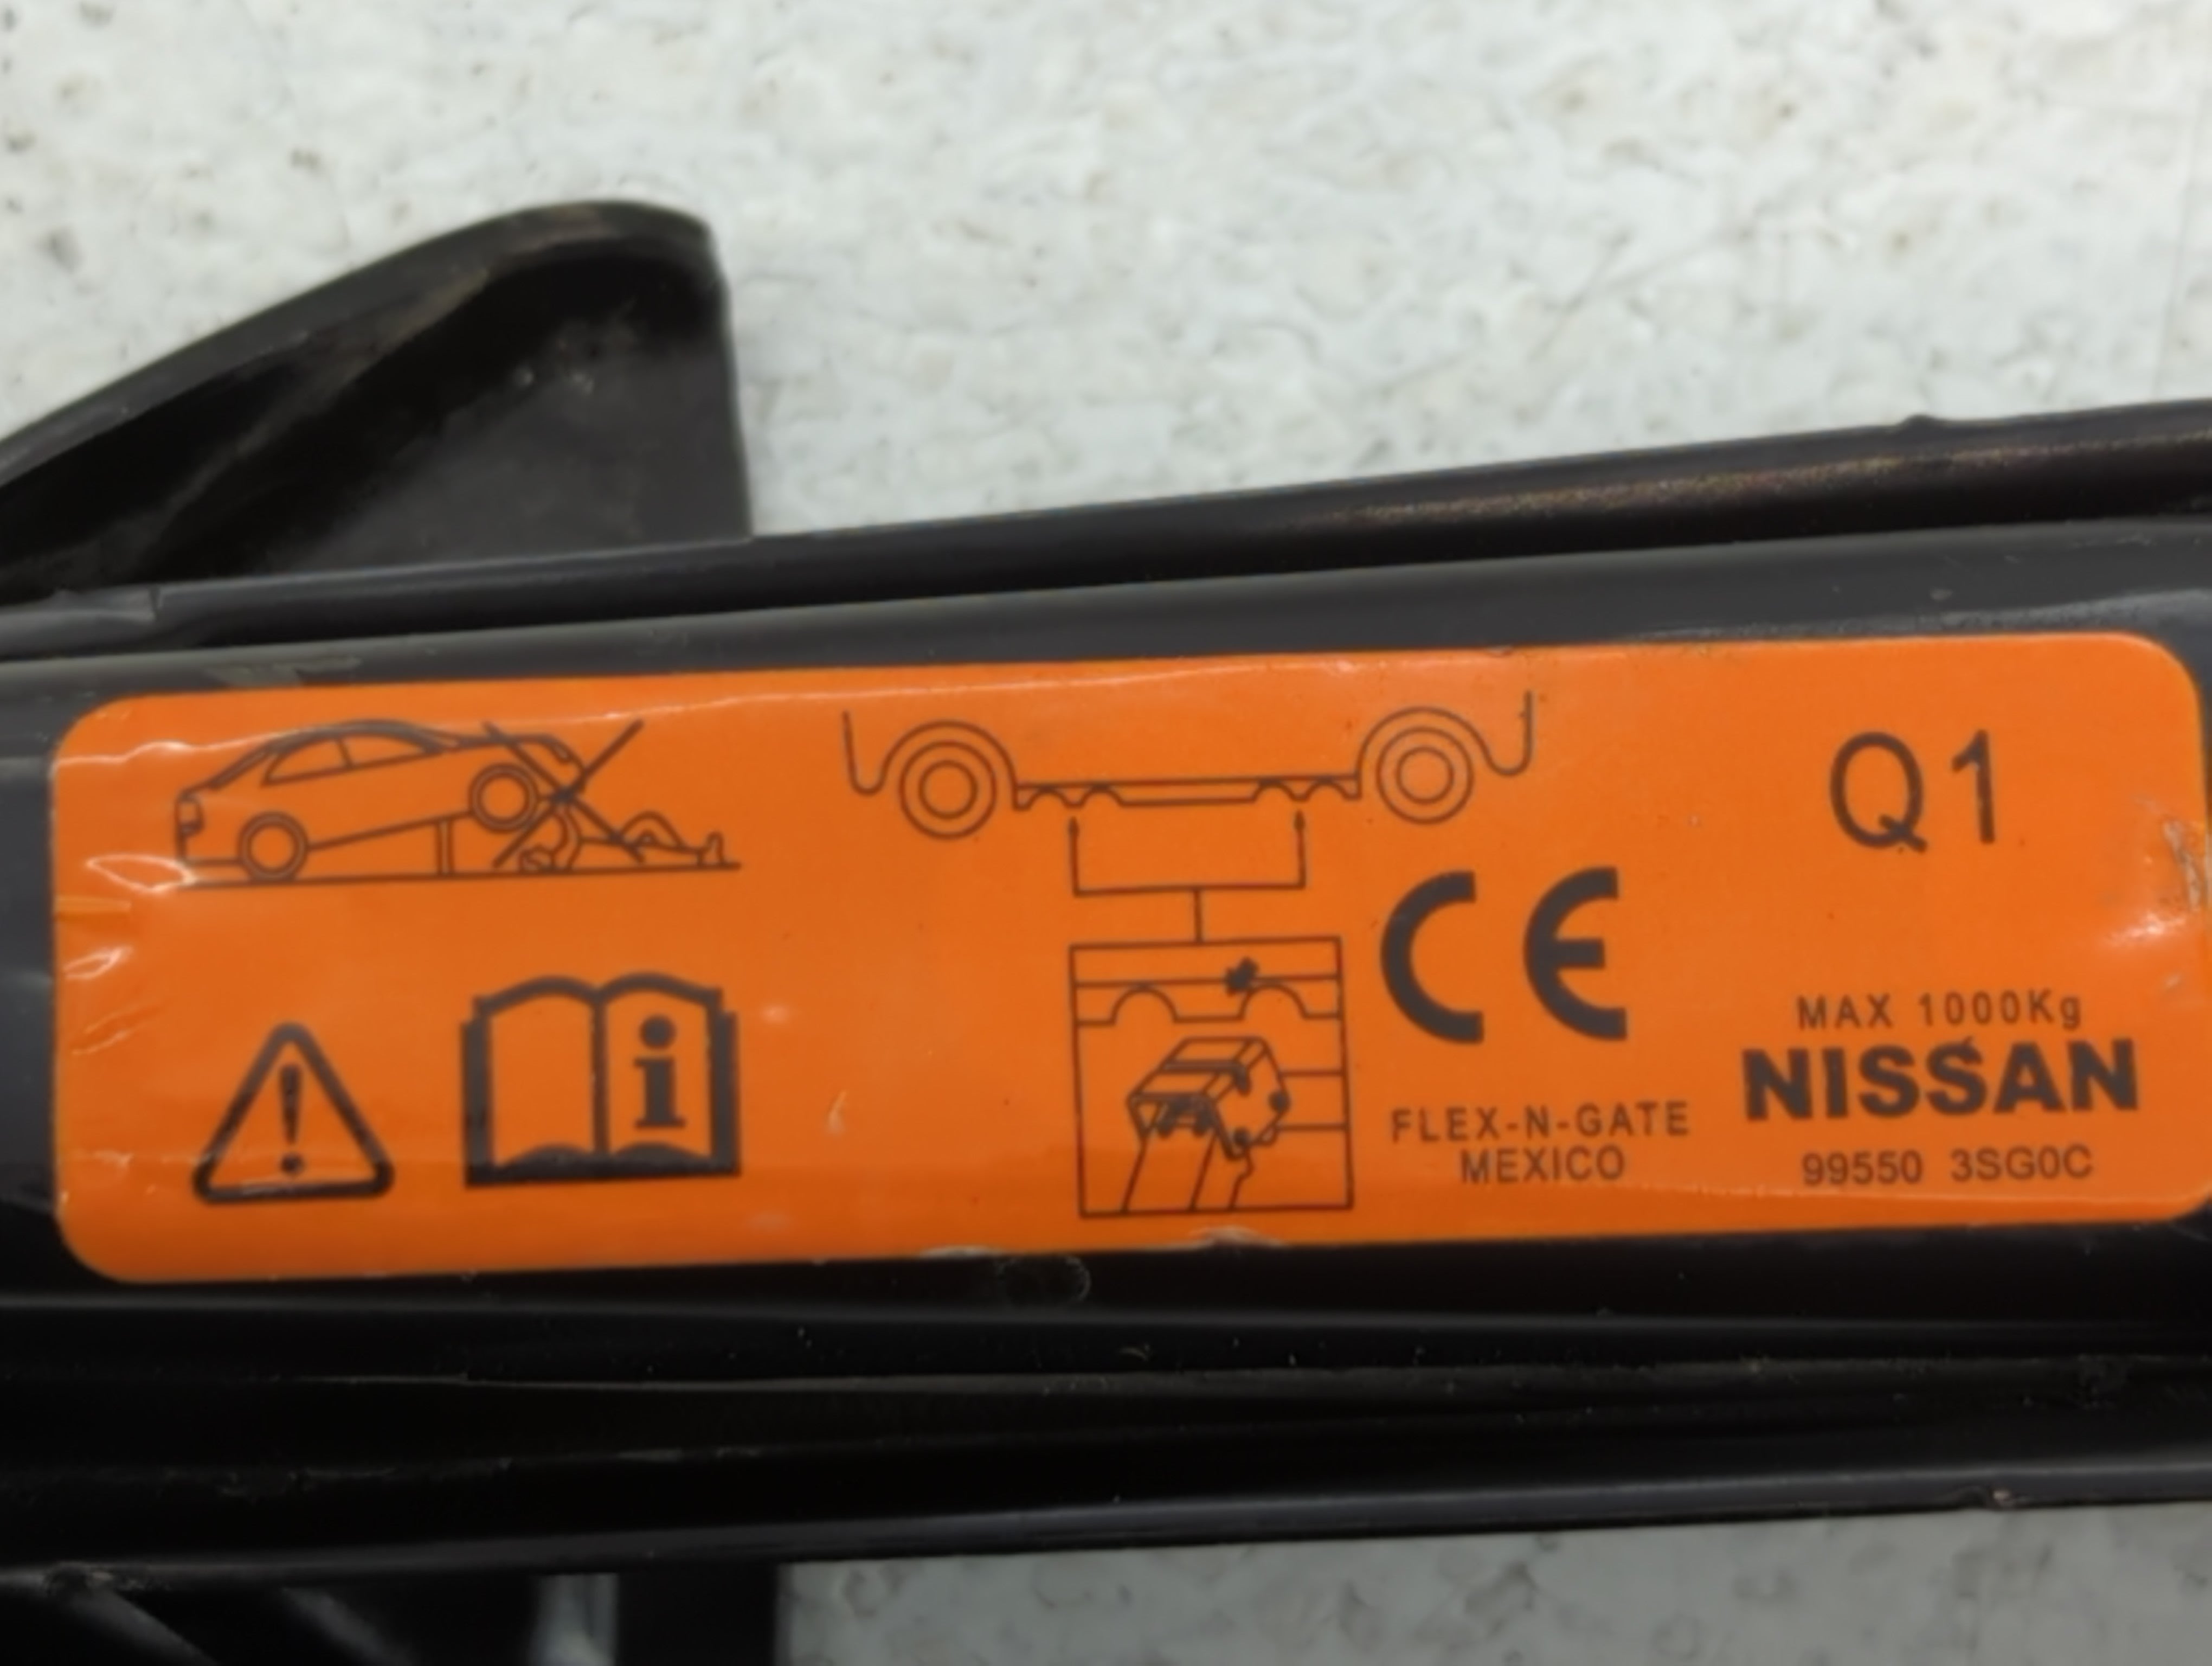 Q1
CE
MAX 1000Kg
NISSAN
FLEX-N-GATE
MEXICO
99550 3SG0C